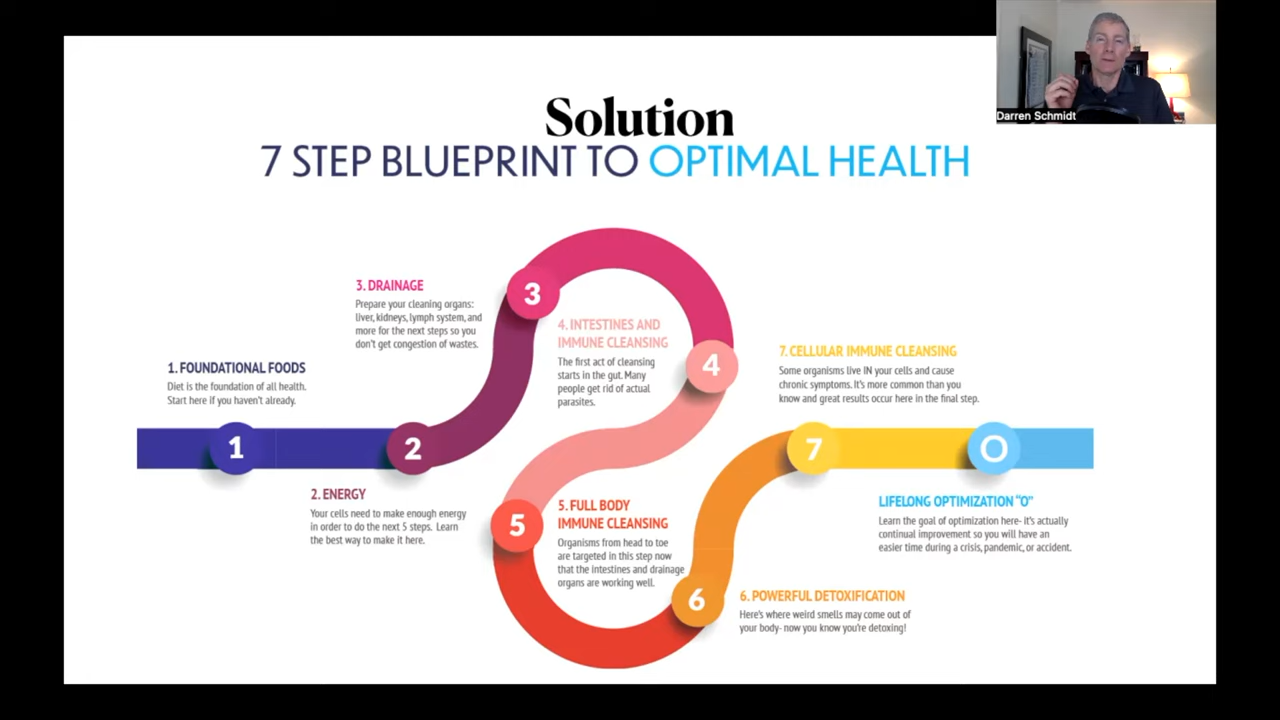 Darren Schmidt
Solution
7 STEP BLUEPRINT TO OPTIMAL HEALTH
1
1. FOUNDATIONAL FOODS
Diet is the foundation of all health.
Start here if you haven't already.
2
2. ENERGY
Your cells need to make enough energy
in order to do the next 5 steps. Learn
the best way to make it here.
3
3. DRAINAGE
Prepare your cleaning organs:
liver, kidneys, lymph system, and
more for the next steps so you
don't get congestion of wastes.
4
4. INTESTINES AND
IMMUNE CLEANSING
The first act of cleansing
starts in the gut. Many
people get rid of actual
parasites.
5
5. FULL BODY
IMMUNE CLEANSING
Organisms from head to toe
are targeted in this step now
that the intestines and drainage
organs are working well.
6
6. POWERFUL DETOXIFICATION
Here's where weird smells may come out of
your body- now you know you're detoxing!
7
7. CELLULAR IMMUNE CLEANSING
Some organisms live IN your cells and cause
chronic symptoms. It's more common than you
know and great results occur here in the final step.
O
LIFELONG OPTIMIZATION "O"
Learn the goal of optimization here- it's actually
continual improvement so you will have an
easier time during a crisis, pandemic, or accident.